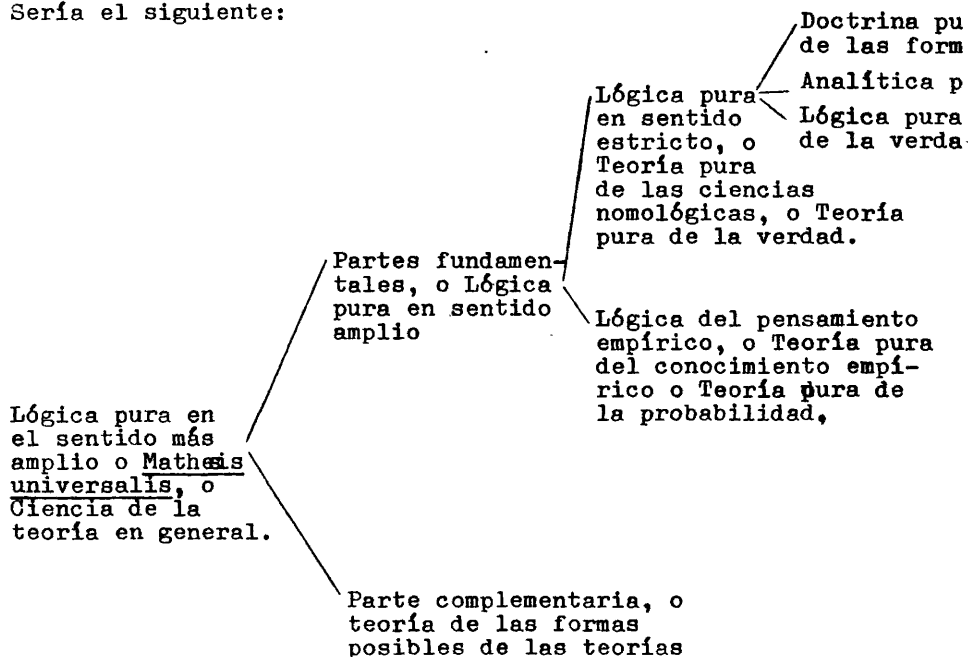 Sería el siguiente:
Doctrina pu
de las form
Analítica p
Lógica pura
de la verda
Lógica pura
en sentido
estricto, o
Teoría pura
de las ciencias
nomológicas, o Teoría
pura de la verdad.
Partes fundamen-
tales, o Lógica
pura en sentido
amplio
Lógica del pensamiento
empírico, o Teoría pura
del conocimiento empí-
rico o Teoría pura de
la probabilidad,
Lógica pura en
el sentido más
amplio o Mathesis
universalis, o
Ciencia de la
teoría en general.
Parte complementaria, o
teoría de las formas
posibles de las teorías